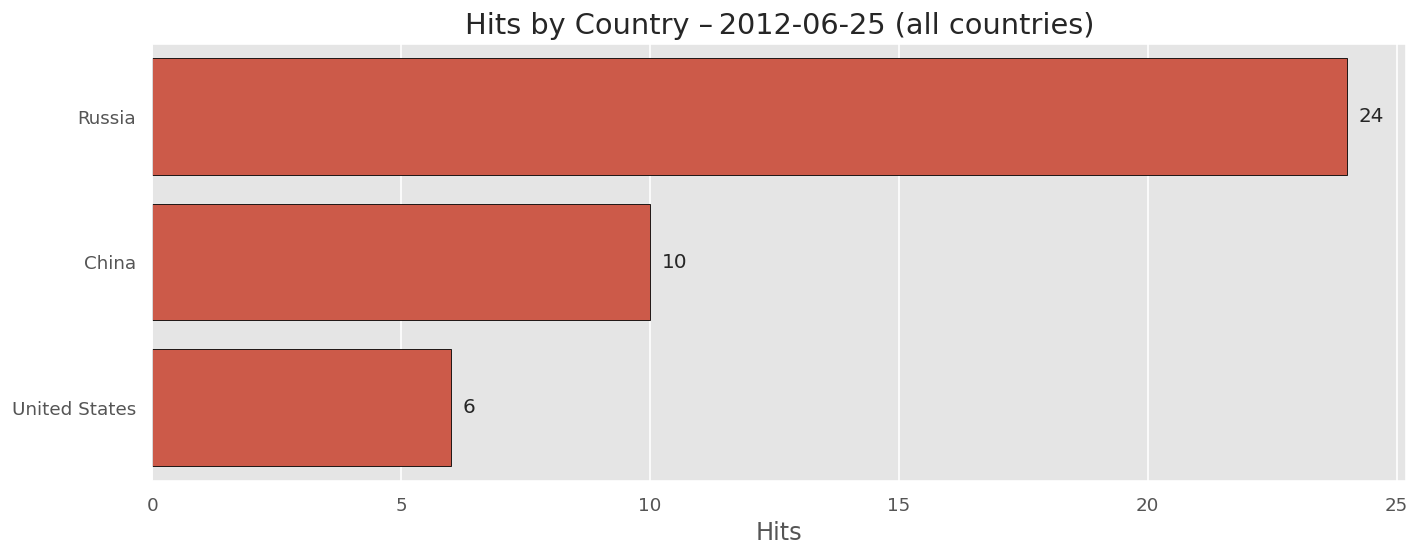 Hits by Country – 2012-06-25 (all countries)
Russia
24
China
10
United States
6
0 5 10 15 20 25
Hits